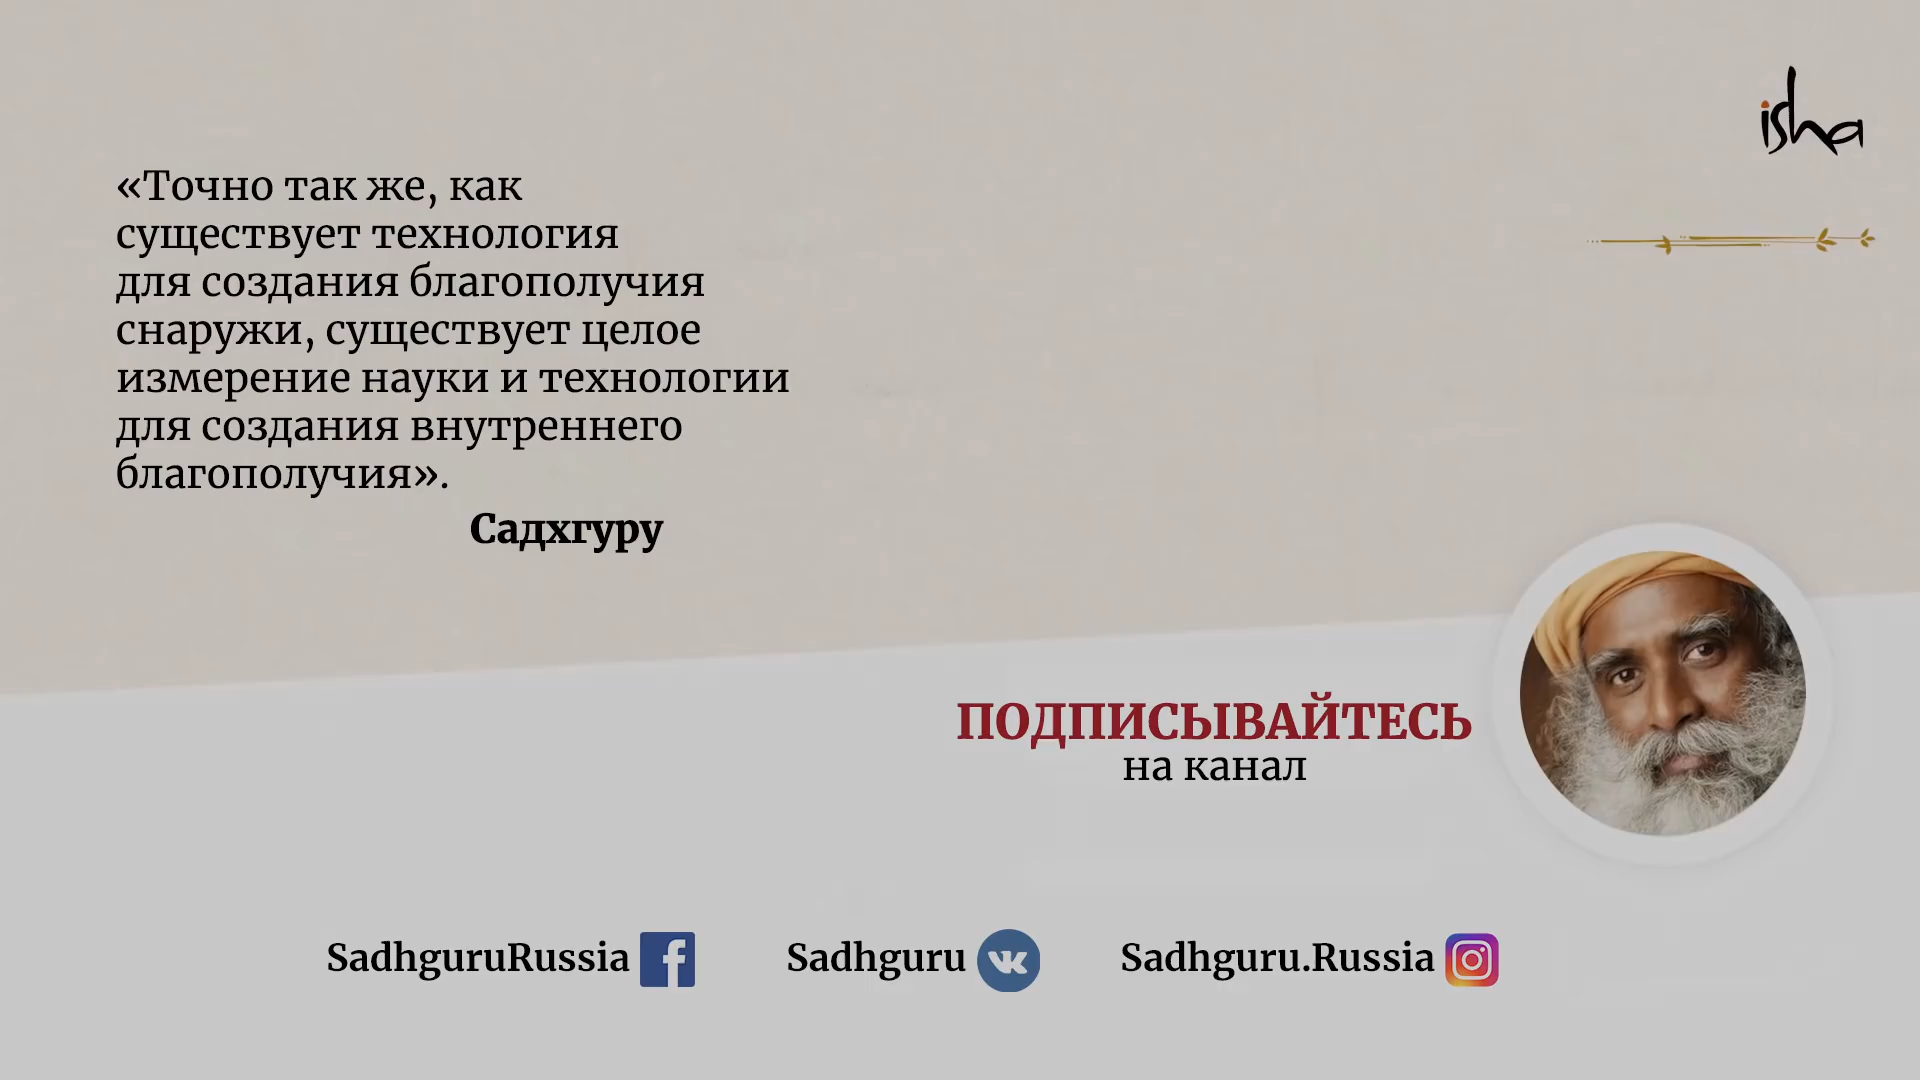 isha
«Точно так же, как
существует технология
для создания благополучия
снаружи, существует целое
измерение науки и технологии
для создания внутреннего
благополучия».
Садхгуру
ПОДПИСЫВАЙТЕСЬ
на канал
SadhguruRussia
Sadhguru
Sadhguru.Russia